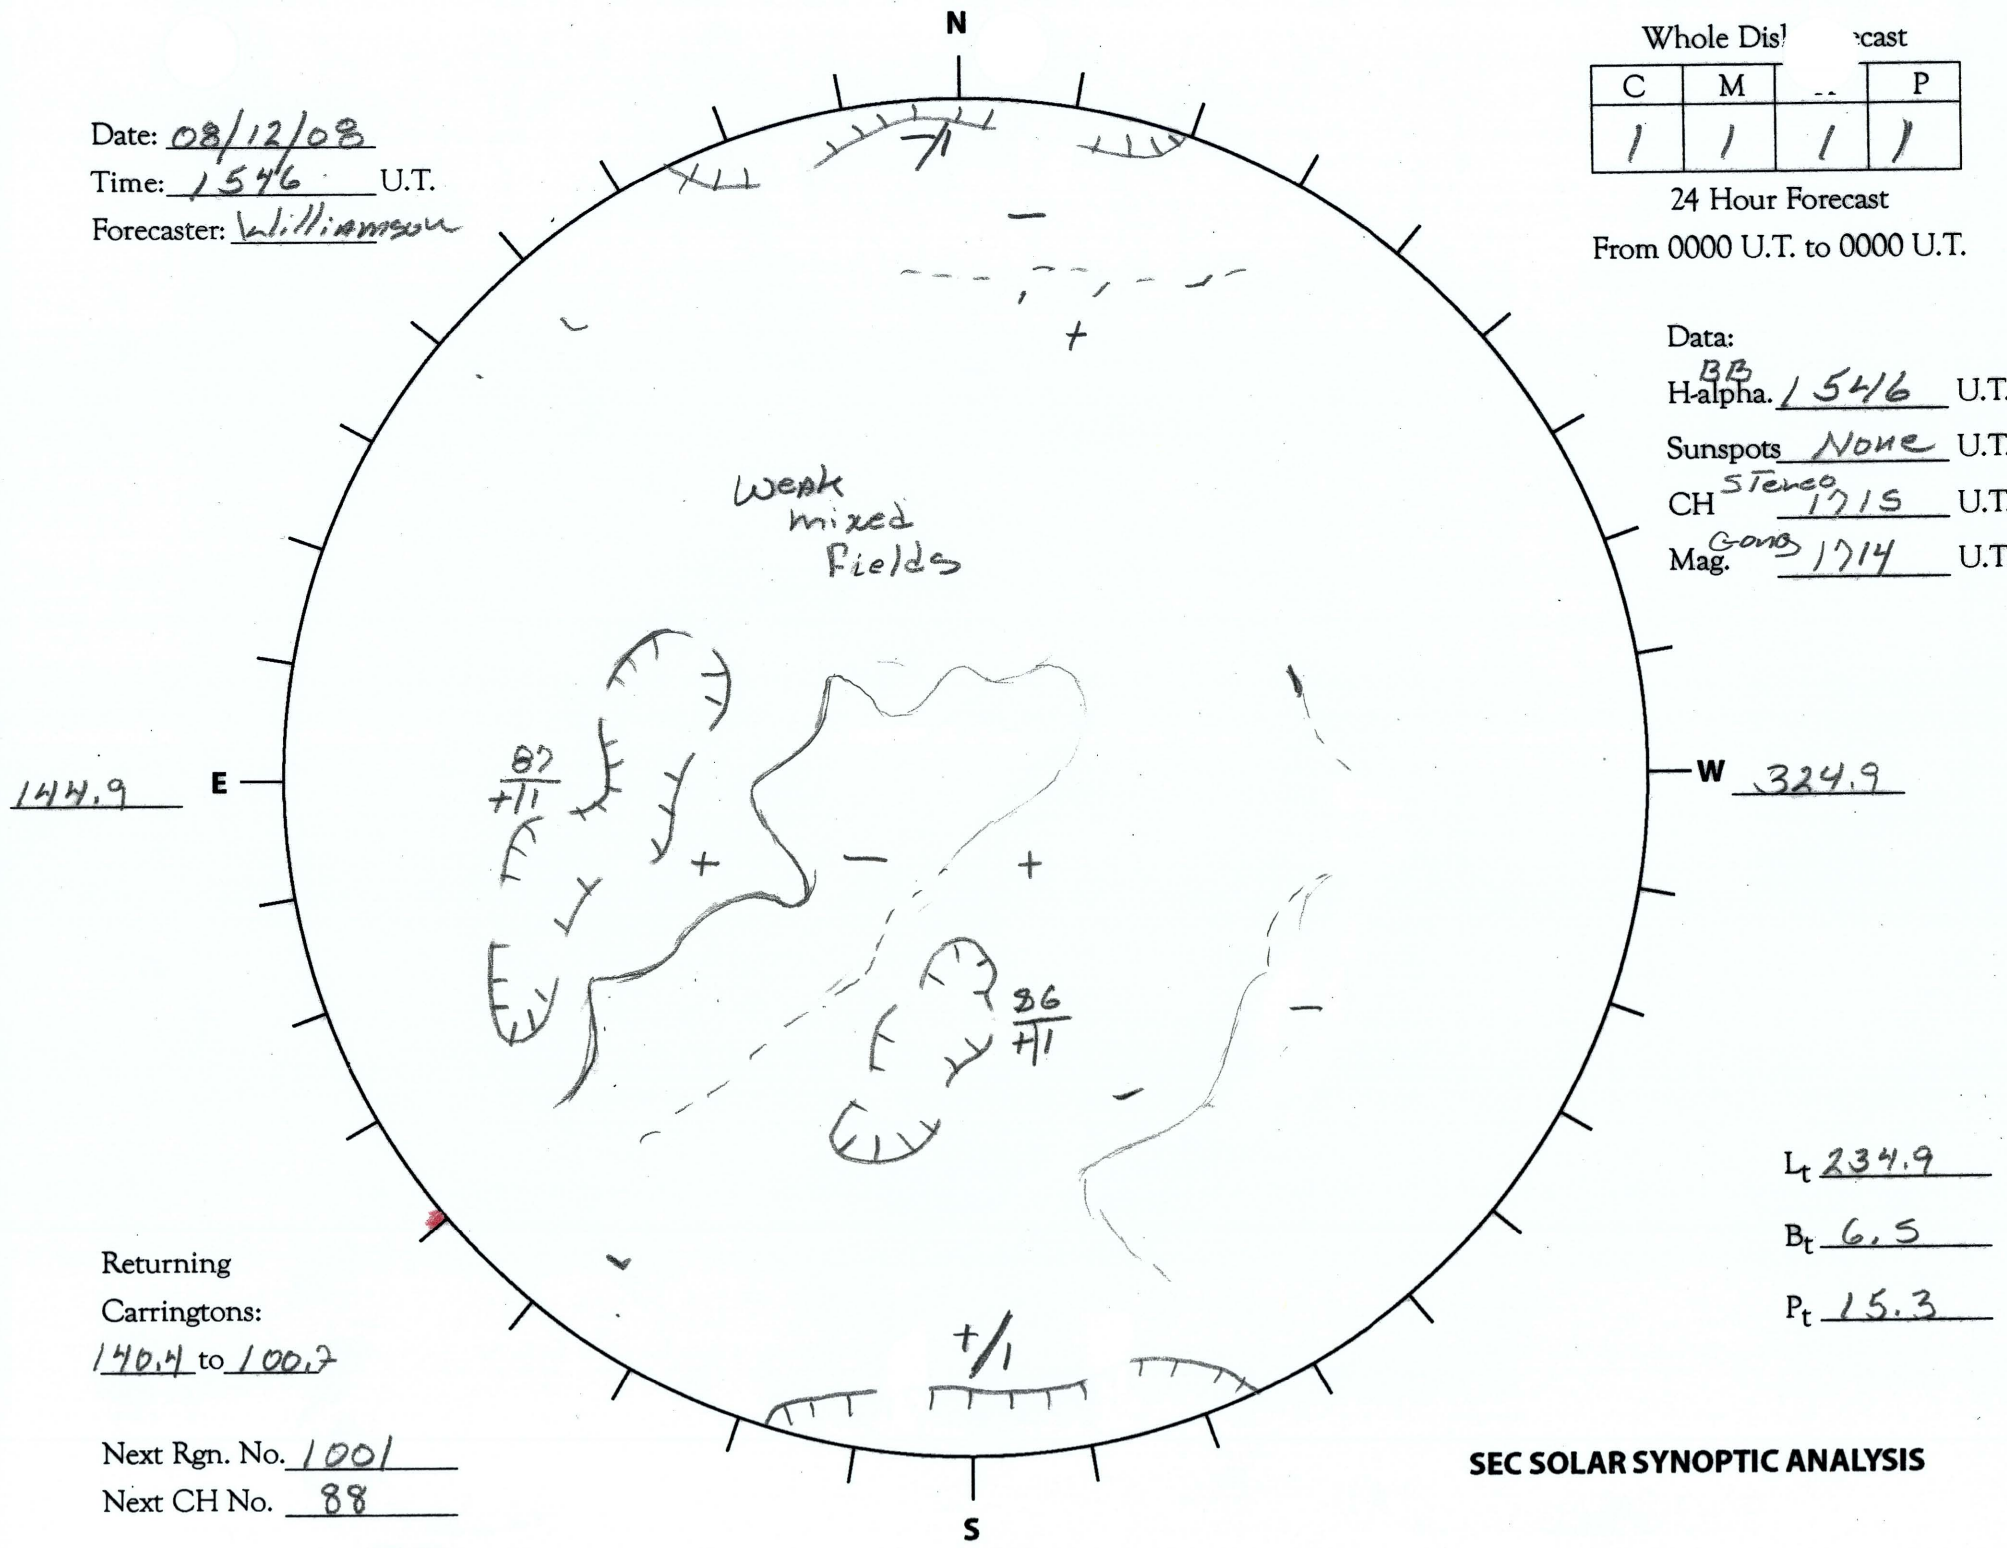 N
Whole Dis ecast
C M -- P
1 1 1 1
24 Hour Forecast
From 0000 U.T. to 0000 U.T.
Date: 08/12/08
Time: 1546 U.T.
Forecaster: Williamson
-/1
-
+
Data:
BB
H-alpha. 1546 U.T.
Sunspots None U.T.
Stereo
CH 1715 U.T.
Gong
Mag. 1714 U.T
Weak
mixed
Fields
87
+/1
144.9 E
W 324.9
+ - +
86
+/1
-
Lt 234.9
Bt 6.5
Pt 15.3
Returning
Carringtons:
140.4 to 100.7
+/1
Next Rgn. No. 1001
Next CH No. 88
SEC SOLAR SYNOPTIC ANALYSIS
S